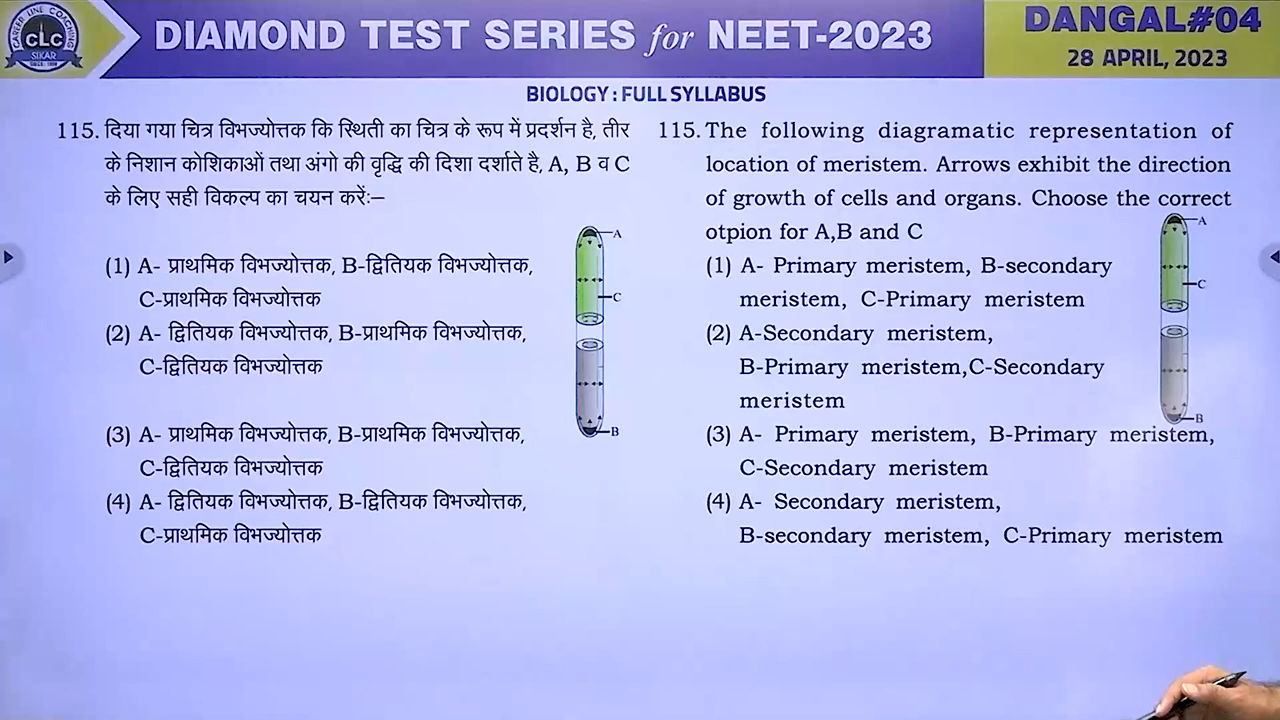 CAREER LINE COACHING
CLC
SIKAR
DIAMOND TEST SERIES for NEET-2023
DANGAL#04
28 APRIL, 2023
BIOLOGY : FULL SYLLABUS
115. दिया गया चित्र विभज्योत्तक कि स्थिती का चित्र के रूप में प्रदर्शन है, तीर
के निशान कोशिकाओं तथा अंगो की वृद्धि की दिशा दर्शाते है, A, B व C
के लिए सही विकल्प का चयन करेंः–
(1) A- प्राथमिक विभज्योत्तक, B-द्वितियक विभज्योत्तक,
C-प्राथमिक विभज्योत्तक
(2) A- द्वितियक विभज्योत्तक, B-प्राथमिक विभज्योत्तक,
C-द्वितियक विभज्योत्तक
(3) A- प्राथमिक विभज्योत्तक, B-प्राथमिक विभज्योत्तक,
C-द्वितियक विभज्योत्तक
(4) A- द्वितियक विभज्योत्तक, B-द्वितियक विभज्योत्तक,
C-प्राथमिक विभज्योत्तक
A
C
B
115. The following diagramatic representation of
location of meristem. Arrows exhibit the direction
of growth of cells and organs. Choose the correct
otpion for A,B and C
(1) A- Primary meristem, B-secondary
meristem, C-Primary meristem
(2) A-Secondary meristem,
B-Primary meristem,C-Secondary
meristem
(3) A- Primary meristem, B-Primary meristem,
C-Secondary meristem
(4) A- Secondary meristem,
B-secondary meristem, C-Primary meristem
A
C
B